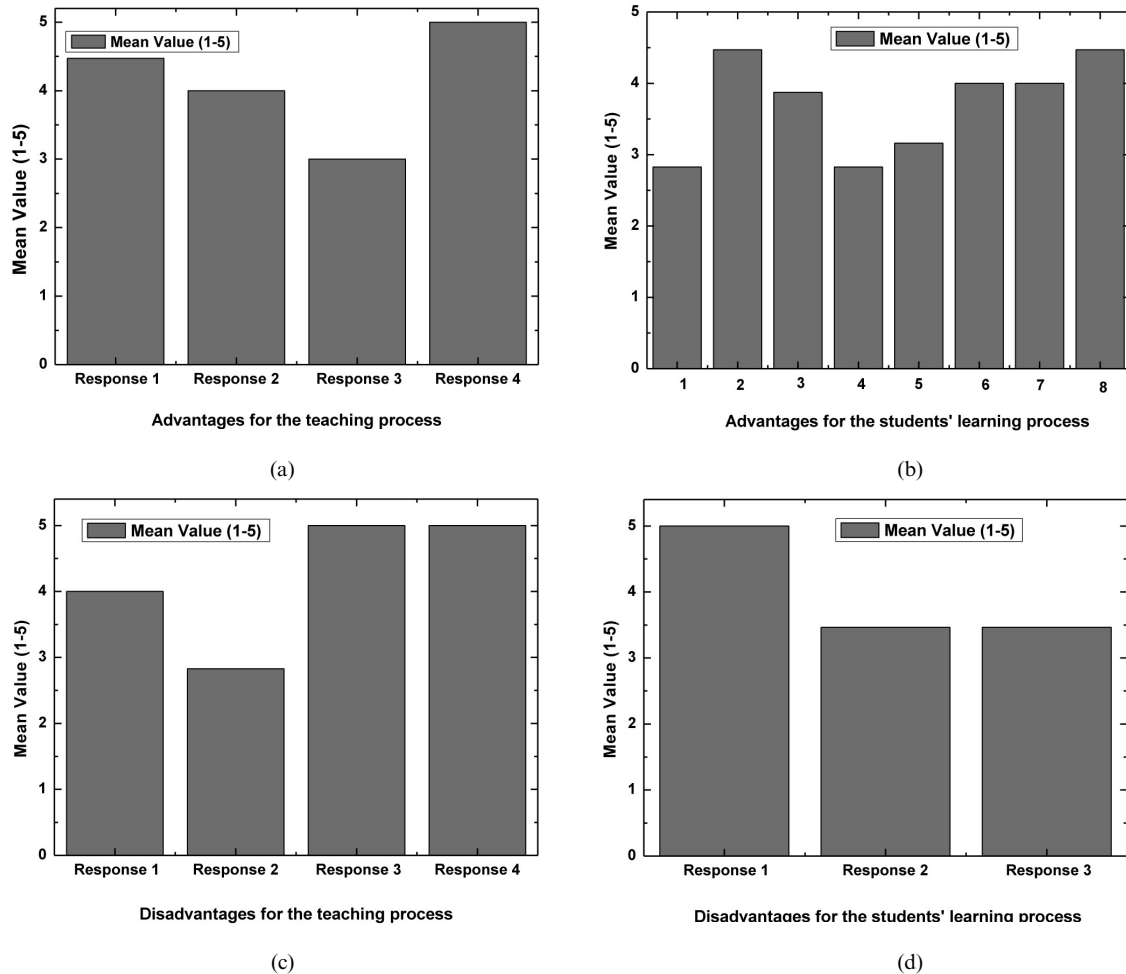 5
4
3
2
1
0
Mean Value (1-5)
Mean Value (1-5)
Response 1 Response 2 Response 3 Response 4
Advantages for the teaching process
(a)
5
4
3
2
1
0
Mean Value (1-5)
Mean Value (1-5)
1 2 3 4 5 6 7 8
Advantages for the students' learning process
(b)
5
4
3
2
1
0
Mean Value (1-5)
Mean Value (1-5)
Response 1 Response 2 Response 3 Response 4
Disadvantages for the teaching process
(c)
5
4
3
2
1
0
Mean Value (1-5)
Mean Value (1-5)
Response 1 Response 2 Response 3
Disadvantages for the students' learning process
(d)